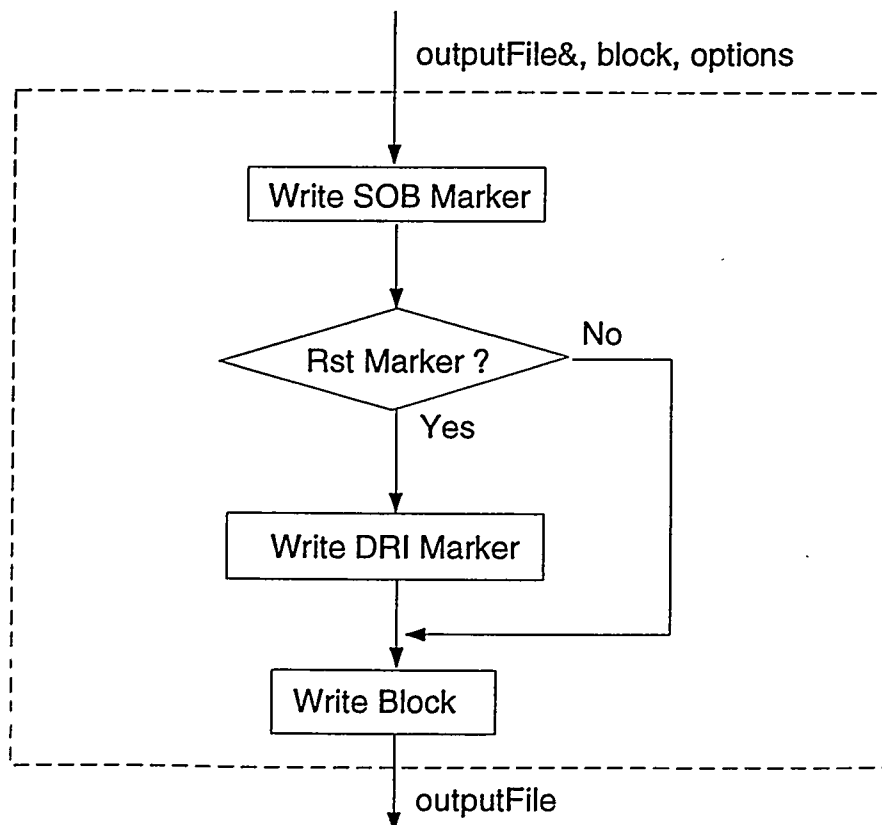 outputFile&, block, options
Write SOB Marker
Rst Marker ?
No
Yes
Write DRI Marker
Write Block
outputFile